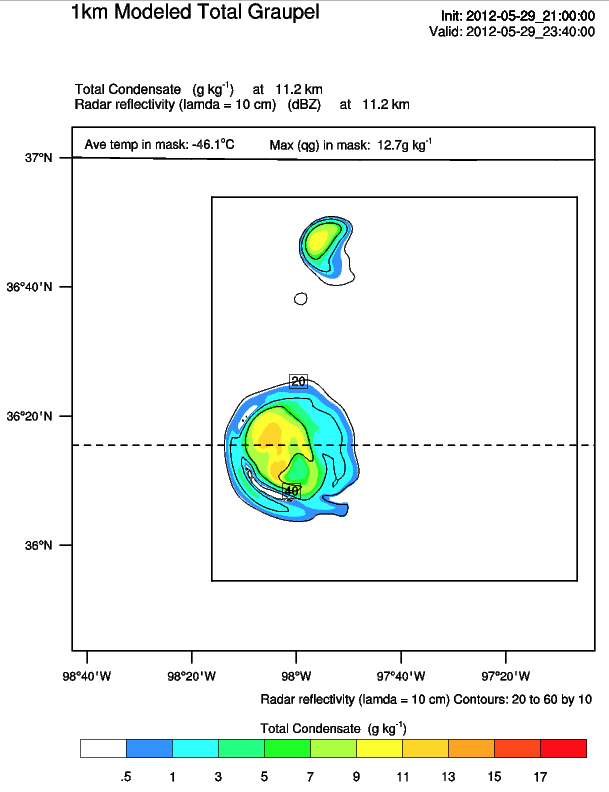 1km Modeled Total Graupel
Init: 2012-05-29_21:00:00
Valid: 2012-05-29_23:40:00
Total Condensate (g kg-1) at 11.2 km
Radar reflectivity (lamda = 10 cm) (dBZ) at 11.2 km
Ave temp in mask: -46.1°C Max (qg) in mask: 12.7g kg-1
37°N
36°40'N
20
36°20'N
40
36°N
98°40'W 98°20'W 98°W 97°40'W 97°20'W
Radar reflectivity (lamda = 10 cm) Contours: 20 to 60 by 10
Total Condensate (g kg-1)
.5 1 3 5 7 9 11 13 15 17